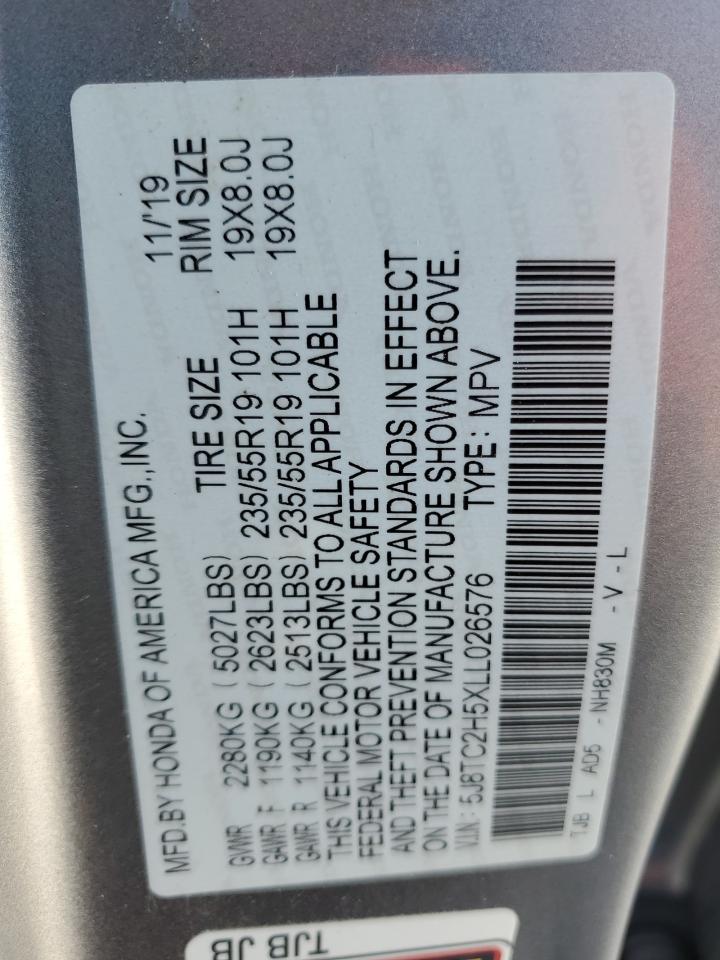 MFD.BY HONDA OF AMERICA MFG.,INC. 11/'19
TIRE SIZE RIM SIZE
GVWR 2280KG (5027LBS)
GAWR F 1190KG (2623LBS) 235/55R19 101H 19X8.0J
GAWR R 1140KG (2513LBS) 235/55R19 101H 19X8.0J
THIS VEHICLE CONFORMS TO ALL APPLICABLE
FEDERAL MOTOR VEHICLE SAFETY
AND THEFT PREVENTION STANDARDS IN EFFECT
ON THE DATE OF MANUFACTURE SHOWN ABOVE.
V.I.N: 5J8TC2H5XLL026576 TYPE: MPV
TJB L AD5 -NH830M -V-L
TJB JB